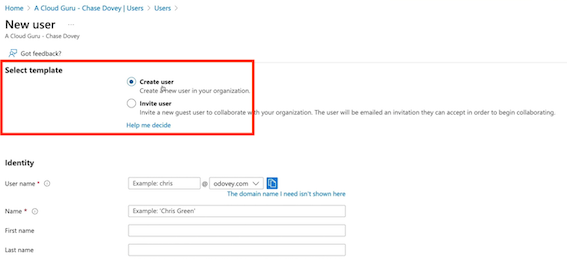 Home > A Cloud Guru - Chase Dovey | Users > Users >
New user ...
A Cloud Guru - Chase Dovey
Got feedback?
Select template
Create user
Create a new user in your organization.
Invite user
Invite a new guest user to collaborate with your organization. The user will be emailed an invitation they can accept in order to begin collaborating.
Help me decide
Identity
User name * Example: chris @ odovey.com
The domain name I need isn't shown here
Name * Example: 'Chris Green'
First name
Last name